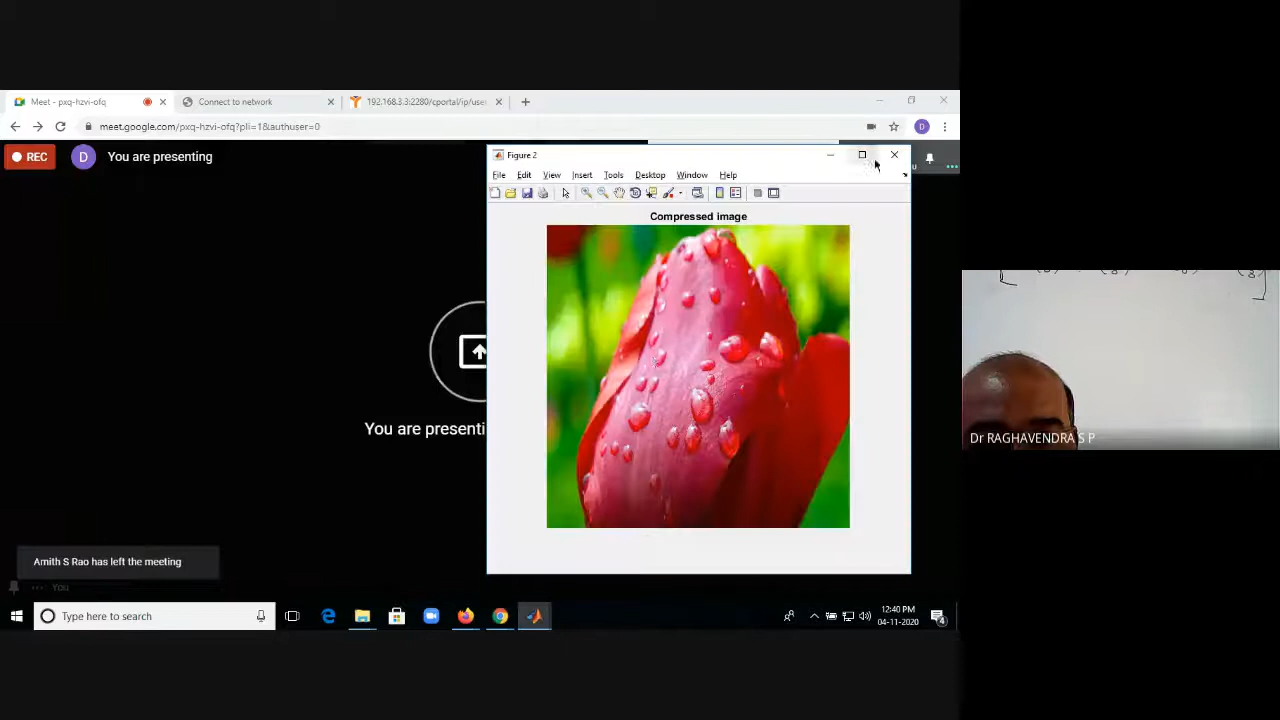 Meet - pxq-hzvi-ofq
Connect to network
192.168.3.3:2280/cportal/ip/user
meet.google.com/pxq-hzvi-ofq?pli=1&authuser=0
REC
D
You are presenting
D
Figure 2
File Edit View Insert Tools Desktop Window Help
Compressed image
You are presenti
Dr RAGHAVENDRA S P
Amith S Rao has left the meeting
You
Type here to search
12:40 PM
04-11-2020
4